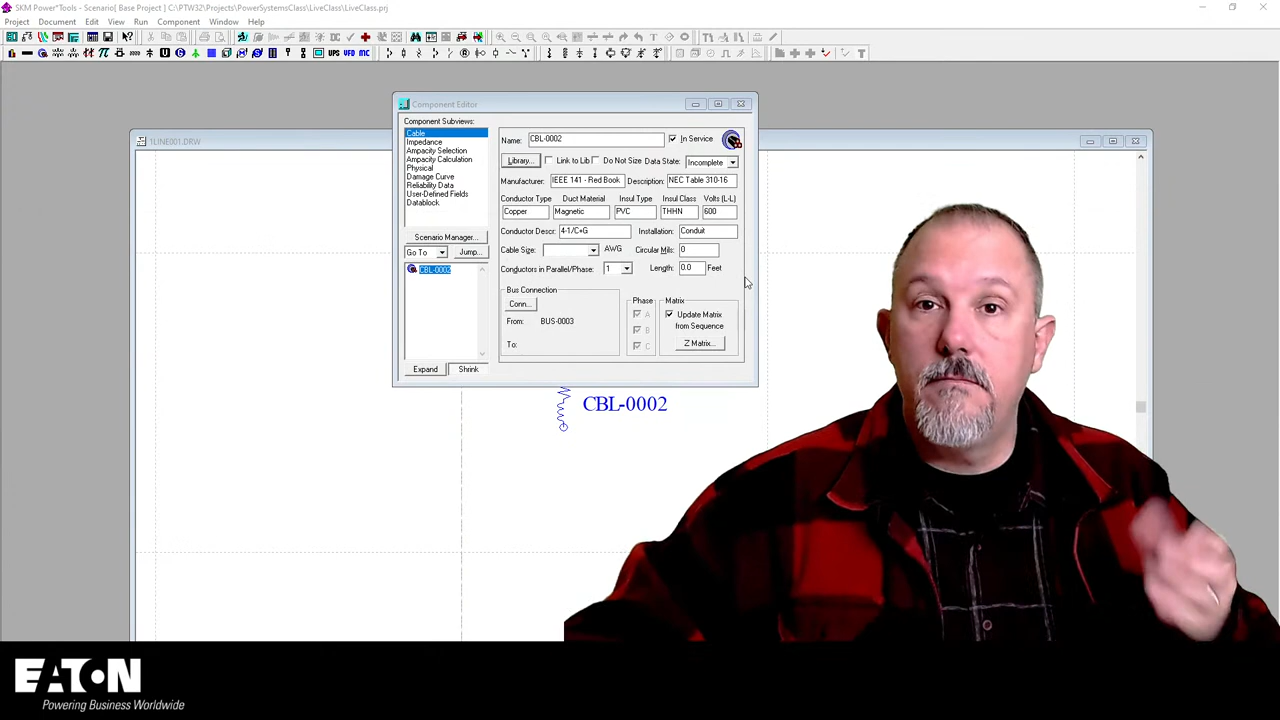 SKM Power*Tools - Scenario[ Base Project ] C:\PTW32\Projects\PowerSystemsClass\LiveClass\LiveClass.prj
Project Document Edit View Run Component Window Help
UPS VFD MC
1LINE001.DRW
Component Editor
Component Subviews:
Cable
Impedance
Ampacity Selection
Ampacity Calculation
Physical
Damage Curve
Reliability Data
User-Defined Fields
Datablock
Scenario Manager...
Go To Jump...
CBL-0002
Expand Shrink
Name: CBL-0002 In Service
Library... Link to Lib Do Not Size Data State: Incomplete
Manufacturer: IEEE 141 - Red Book Description: NEC Table 310-16
Conductor Type Duct Material Insul Type Insul Class Volts (L-L)
Copper Magnetic PVC THHN 600
Conductor Descr: 4-1/C+G Installation: Conduit
Cable Size: AWG Circular Mils: 0
Conductors in Parallel/Phase: 1 Length: 0.0 Feet
Bus Connection
Conn...
From: BUS-0003
To:
Phase
A
B
C
Matrix
Update Matrix
from Sequence
Z Matrix...
CBL-0002
EATON
Powering Business Worldwide